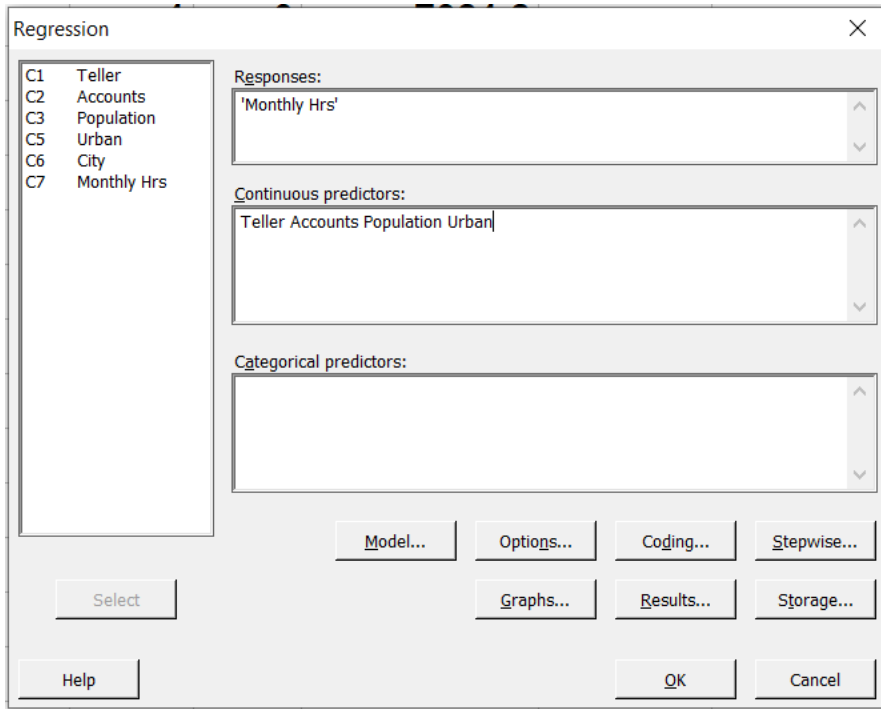 Regression
C1 Teller
C2 Accounts
C3 Population
C5 Urban
C6 City
C7 Monthly Hrs
Responses:
'Monthly Hrs'
Continuous predictors:
Teller Accounts Population Urban
Categorical predictors:
Model... Options... Coding... Stepwise...
Select Graphs... Results... Storage...
Help OK Cancel